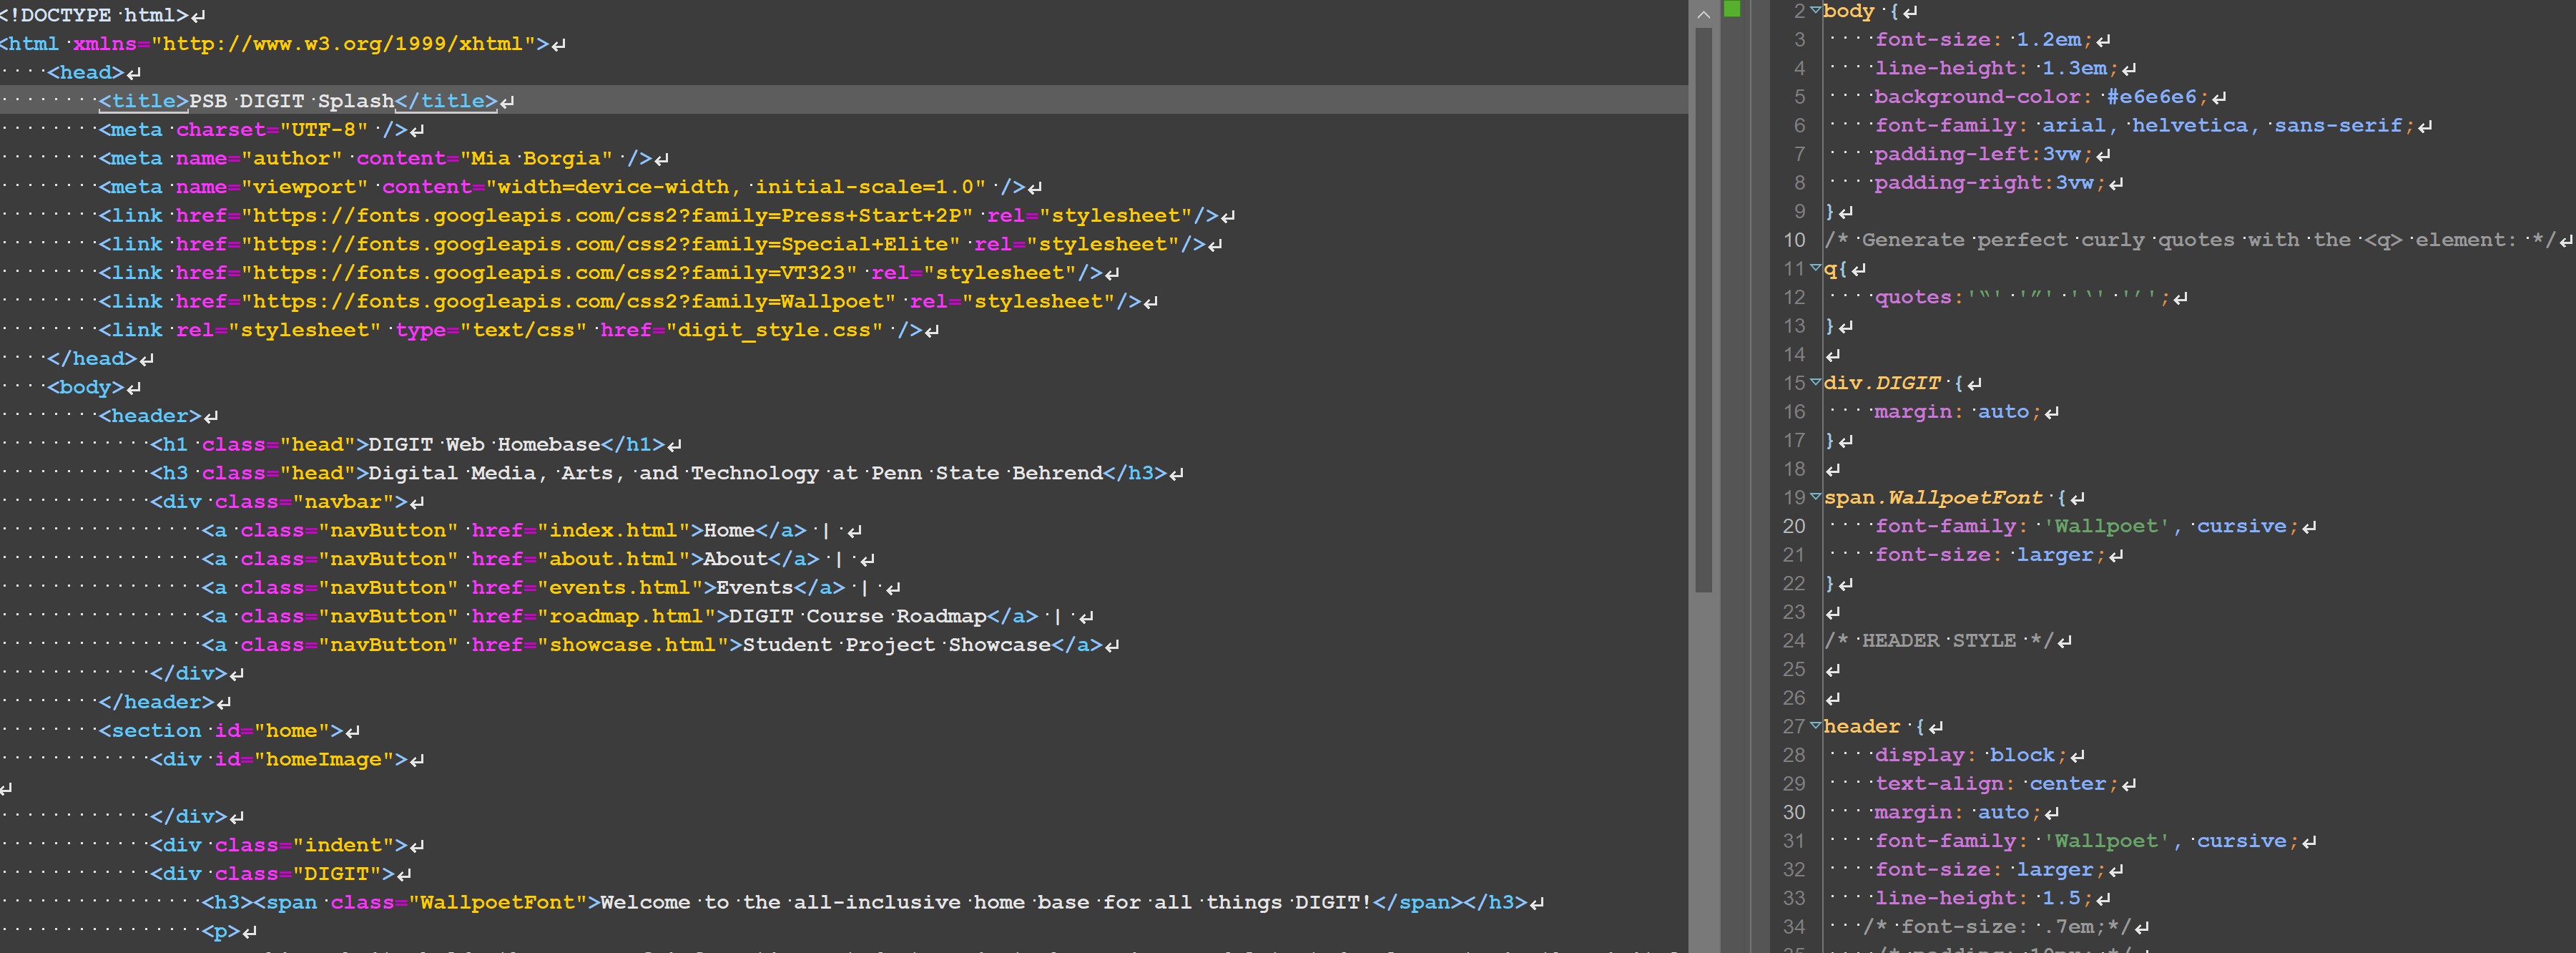 <!DOCTYPE html>
<html xmlns="http://www.w3.org/1999/xhtml">
    <head>
        <title>PSB DIGIT Splash</title>
        <meta charset="UTF-8" />
        <meta name="author" content="Mia Borgia" />
        <meta name="viewport" content="width=device-width, initial-scale=1.0" />
        <link href="https://fonts.googleapis.com/css2?family=Press+Start+2P" rel="stylesheet"/>
        <link href="https://fonts.googleapis.com/css2?family=Special+Elite" rel="stylesheet"/>
        <link href="https://fonts.googleapis.com/css2?family=VT323" rel="stylesheet"/>
        <link href="https://fonts.googleapis.com/css2?family=Wallpoet" rel="stylesheet"/>
        <link rel="stylesheet" type="text/css" href="digit_style.css" />
    </head>
    <body>
        <header>
            <h1 class="head">DIGIT Web Homebase</h1>
            <h3 class="head">Digital Media, Arts, and Technology at Penn State Behrend</h3>
            <div class="navbar">
                <a class="navButton" href="index.html">Home</a> |
                <a class="navButton" href="about.html">About</a> |
                <a class="navButton" href="events.html">Events</a> |
                <a class="navButton" href="roadmap.html">DIGIT Course Roadmap</a> |
                <a class="navButton" href="showcase.html">Student Project Showcase</a>
            </div>
        </header>
        <section id="home">
            <div id="homeImage">
            </div>
            <div class="indent">
            <div class="DIGIT">
                <h3><span class="WallpoetFont">Welcome to the all-inclusive home base for all things DIGIT!</span></h3>
                <p>
2 body {
3     font-size: 1.2em;
4     line-height: 1.3em;
5     background-color: #e6e6e6;
6     font-family: arial, helvetica, sans-serif;
7     padding-left:3vw;
8     padding-right:3vw;
9 }
10 /* Generate perfect curly quotes with the <q> element: */
11 q{
12     quotes:'“' '”' '‘' '’';
13 }
14
15 div.DIGIT {
16     margin: auto;
17 }
18
19 span.WallpoetFont {
20     font-family: 'Wallpoet', cursive;
21     font-size: larger;
22 }
23
24 /* HEADER STYLE */
25
26
27 header {
28     display: block;
29     text-align: center;
30     margin: auto;
31     font-family: 'Wallpoet', cursive;
32     font-size: larger;
33     line-height: 1.5;
34    /* font-size: .7em;*/